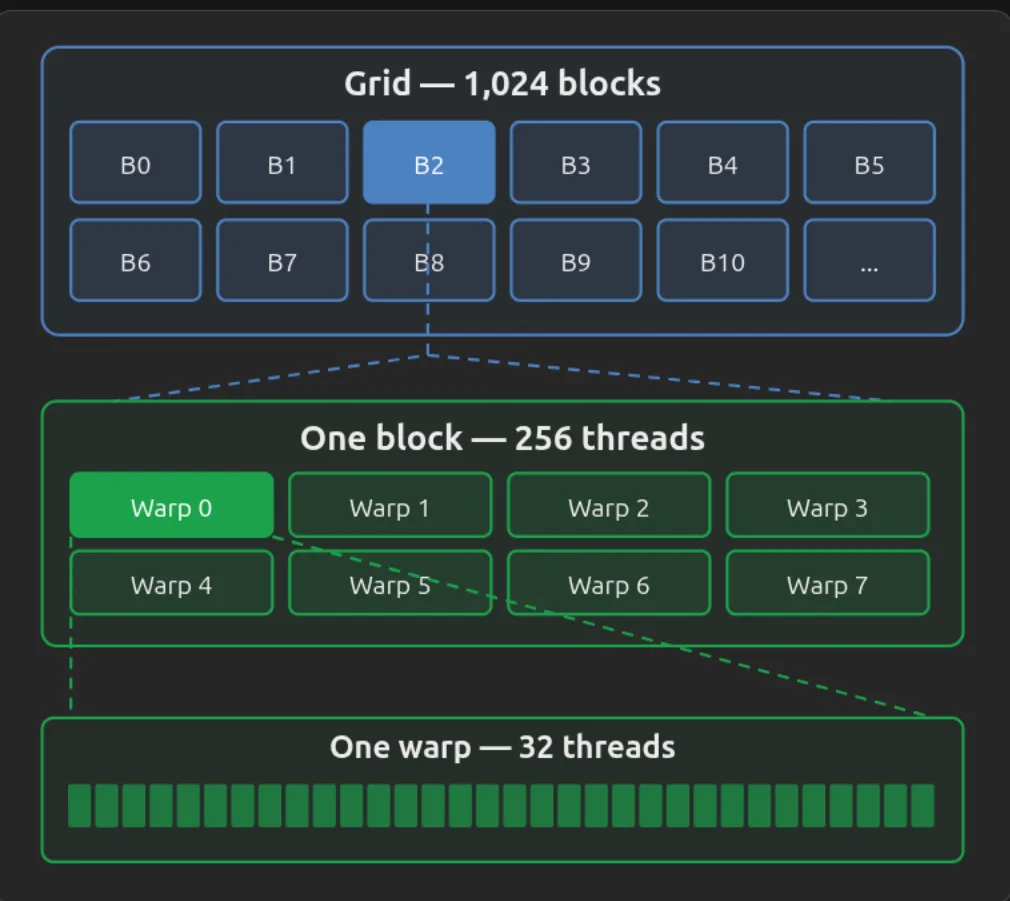 Grid — 1,024 blocks
B0 B1 B2 B3 B4 B5
B6 B7 B8 B9 B10 ...
One block — 256 threads
Warp 0 Warp 1 Warp 2 Warp 3
Warp 4 Warp 5 Warp 6 Warp 7
One warp — 32 threads